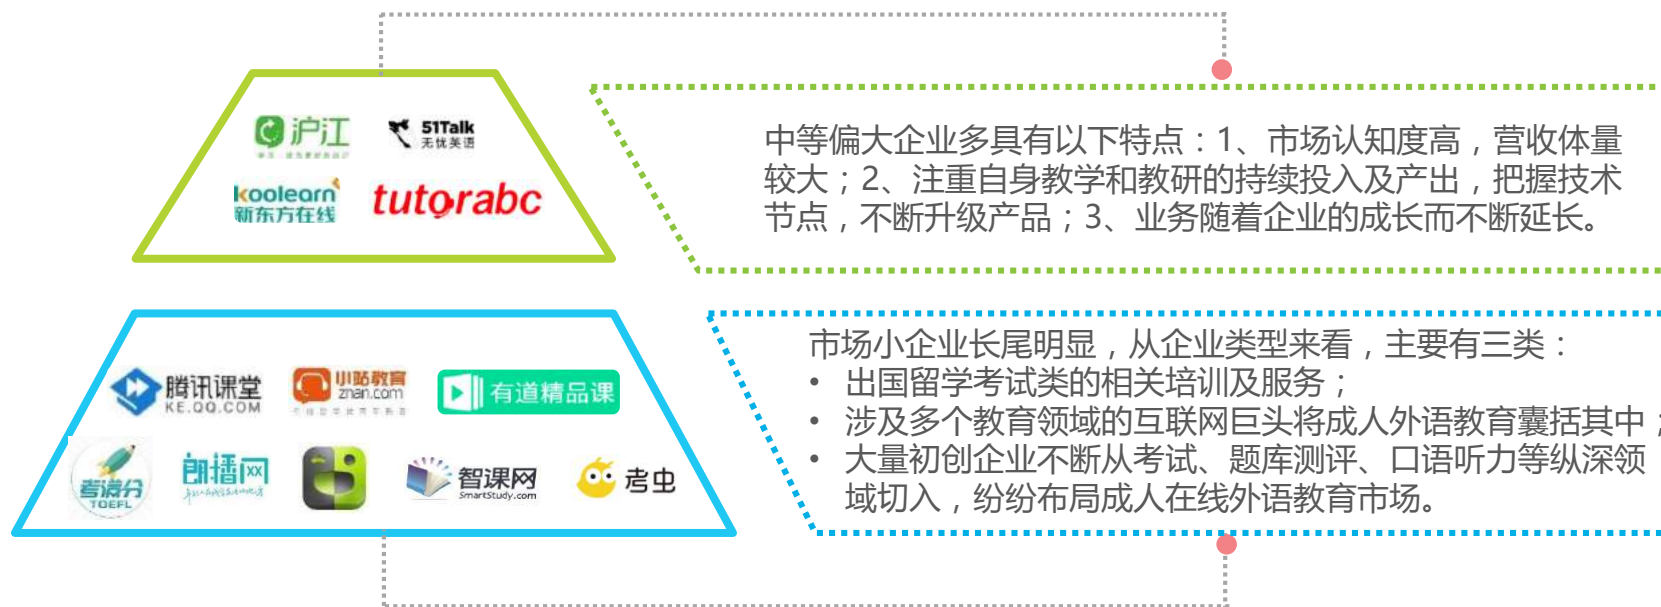 沪江
51Talk
无忧英语
koolearn
新东方在线
tutorabc
中等偏大企业多具有以下特点：1、市场认知度高，营收体量
较大；2、注重自身教学和教研的持续投入及产出，把握技术
节点，不断升级产品；3、业务随着企业的成长而不断延长。
腾讯课堂
KE.QQ.COM
小站教育
zhan.com
有道精品课
考满分
TOEFL
朗播网
智课网
SmartStudy.com
考虫
市场小企业长尾明显，从企业类型来看，主要有三类：
• 出国留学考试类的相关培训及服务；
• 涉及多个教育领域的互联网巨头将成人外语教育囊括其中；
• 大量初创企业不断从考试、题库测评、口语听力等纵深领
域切入，纷纷布局成人在线外语教育市场。